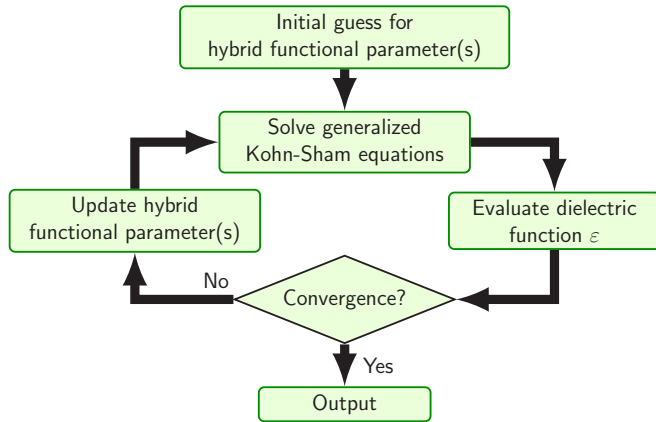 Initial guess for
hybrid functional parameter(s)
Solve generalized
Kohn-Sham equations
Update hybrid
functional parameter(s)
Evaluate dielectric
function ε
No
Convergence?
Yes
Output